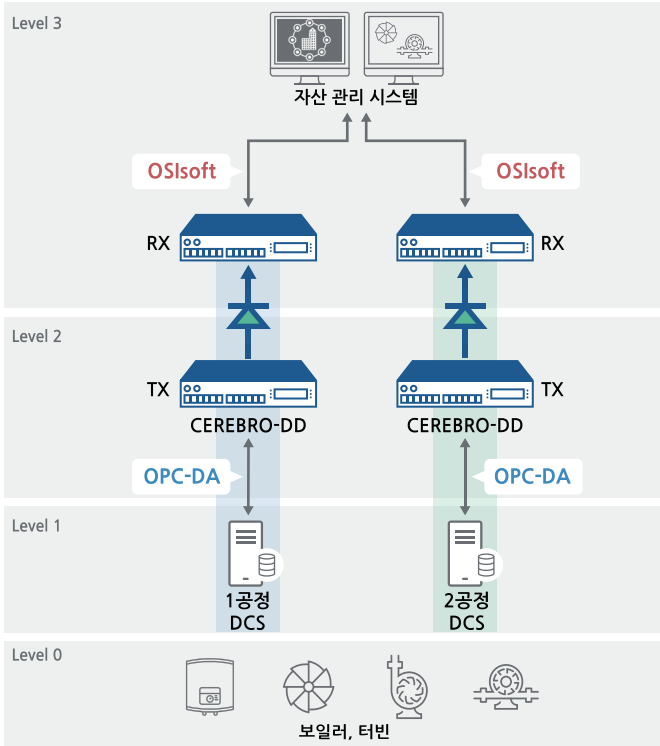 Level 3
자산 관리 시스템
OSIsoft
OSIsoft
RX
RX
Level 2
TX
TX
CEREBRO-DD
CEREBRO-DD
OPC-DA
OPC-DA
Level 1
1공정
DCS
2공정
DCS
Level 0
보일러, 터빈